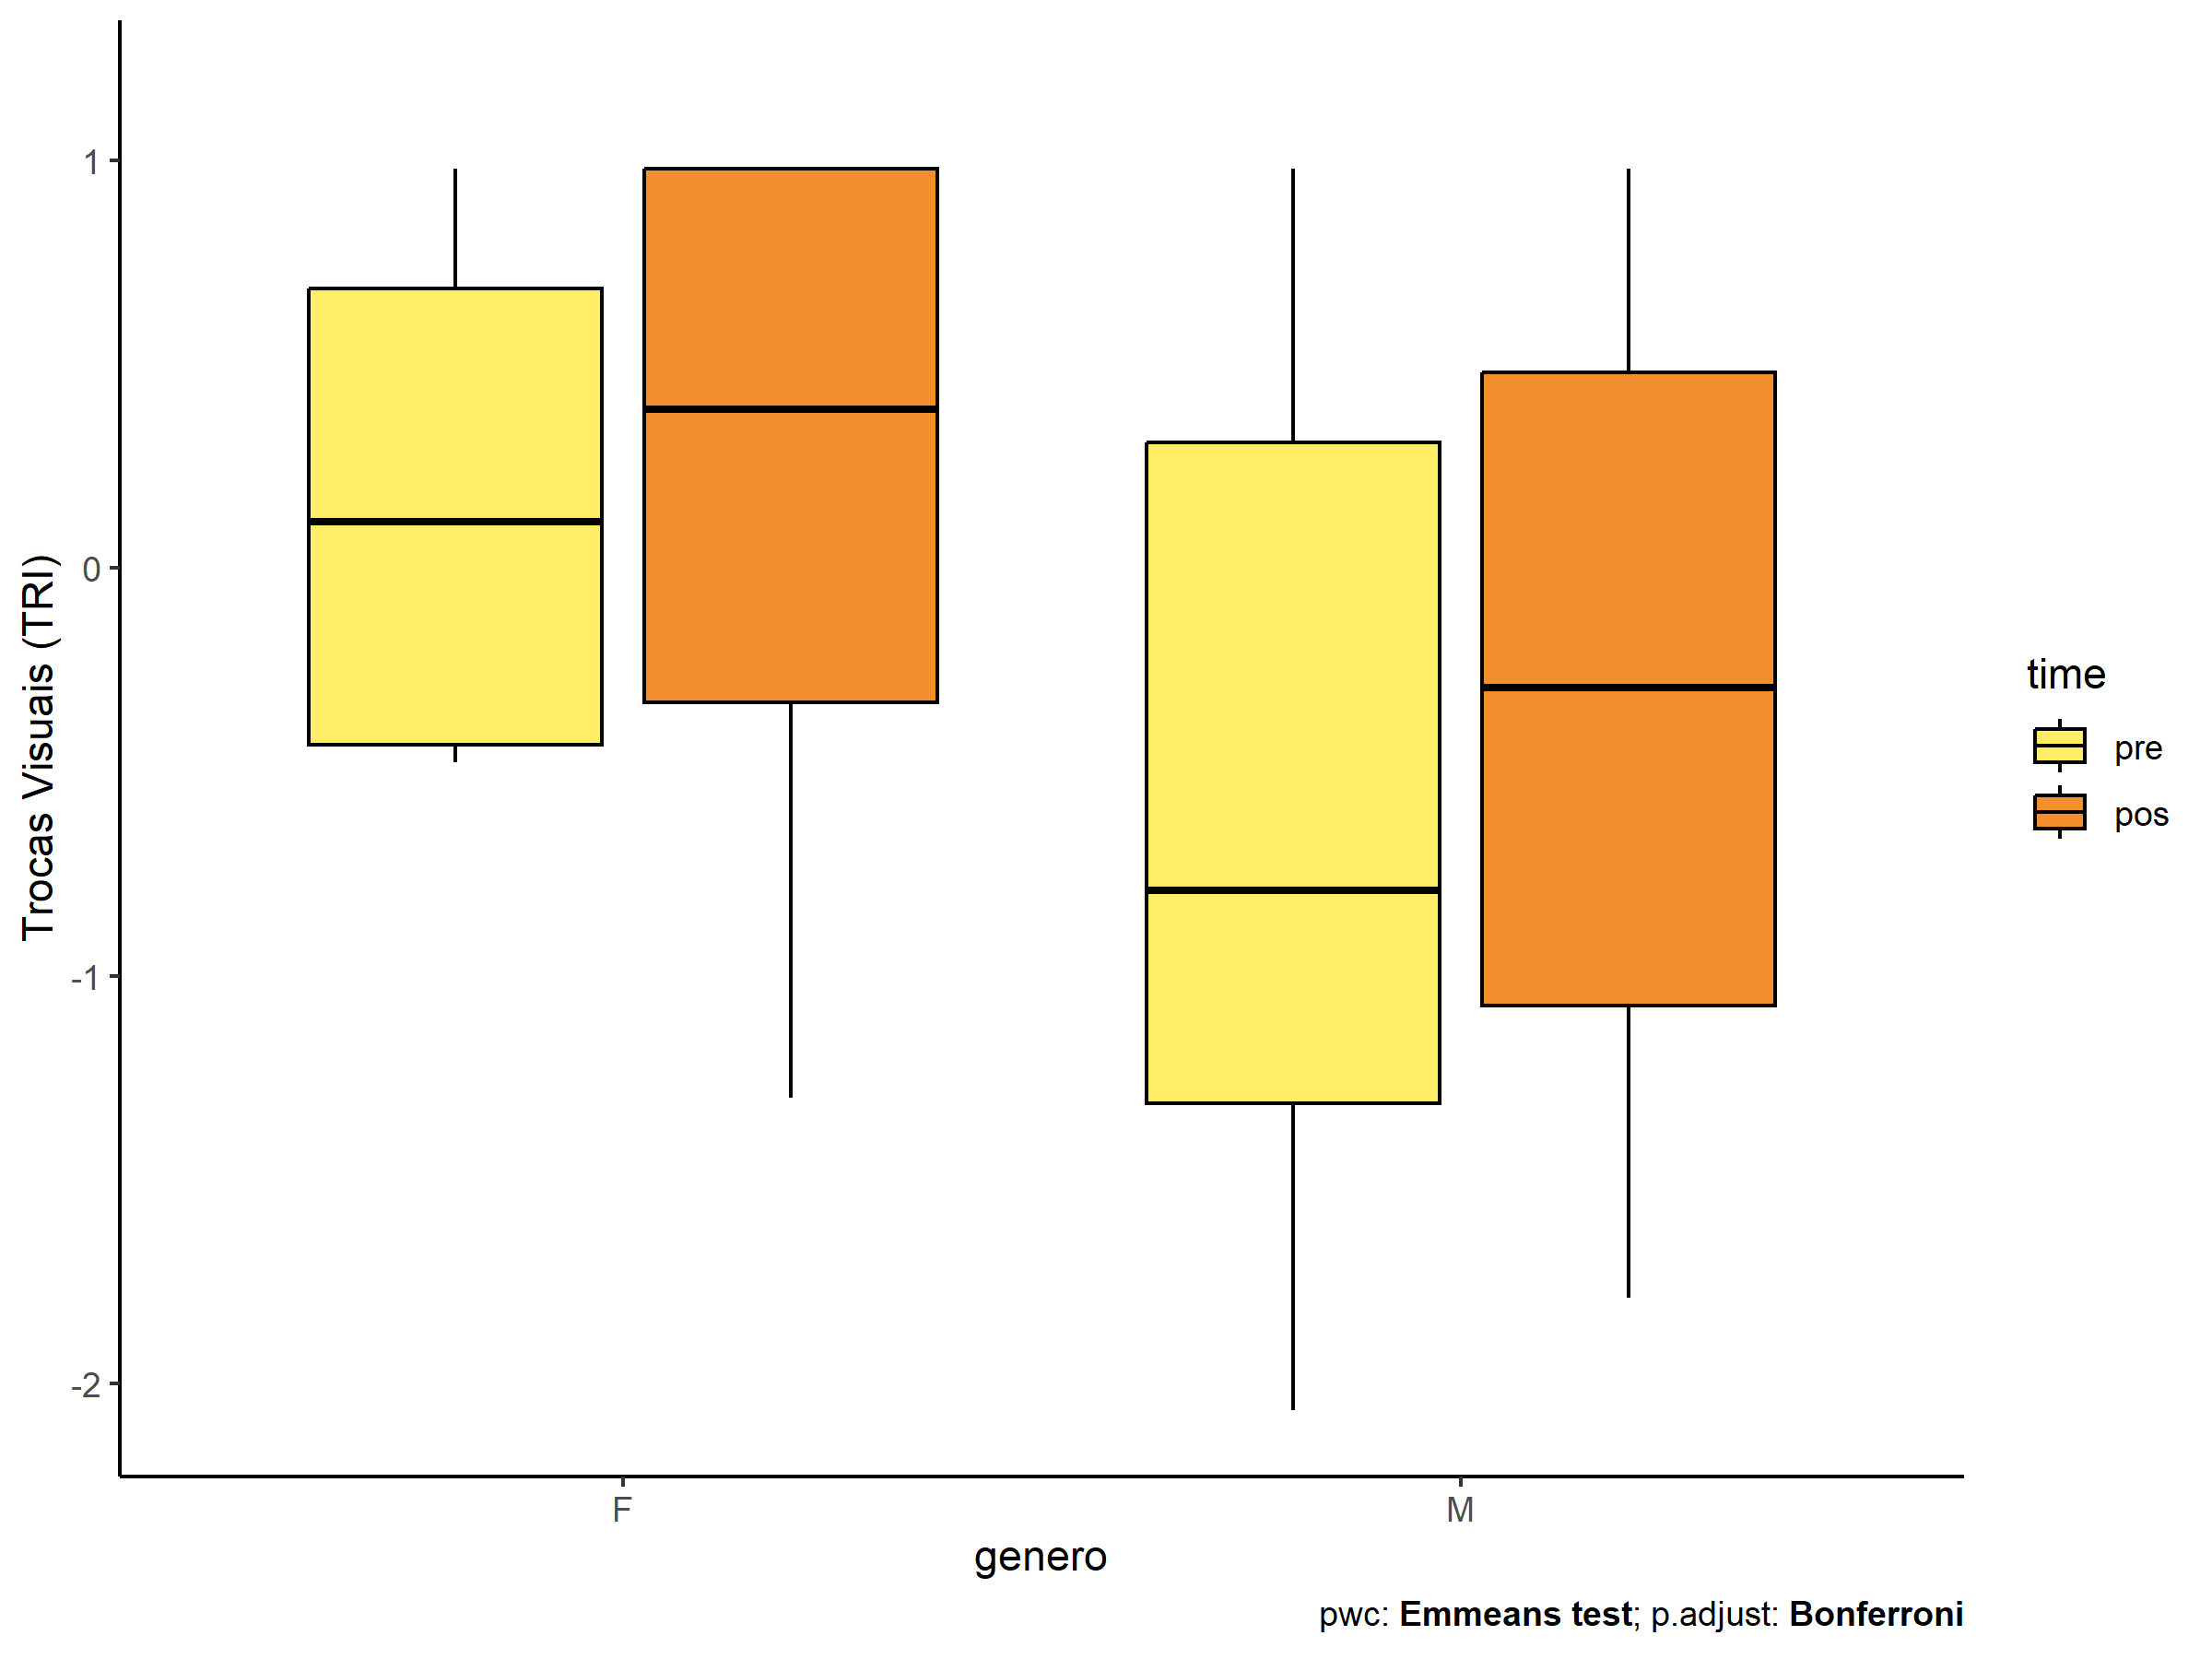 Trocas Visuais (TRI)
1
0
-1
-2
F
M
genero
time
pre
pos
pwc: Emmeans test; p.adjust: Bonferroni